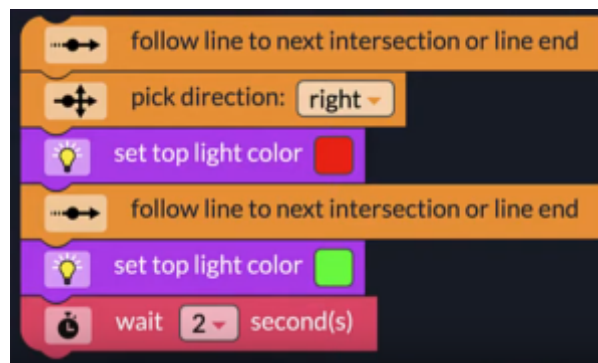 follow line to next intersection or line end
pick direction: right
set top light color
follow line to next intersection or line end
set top light color
wait 2 second(s)